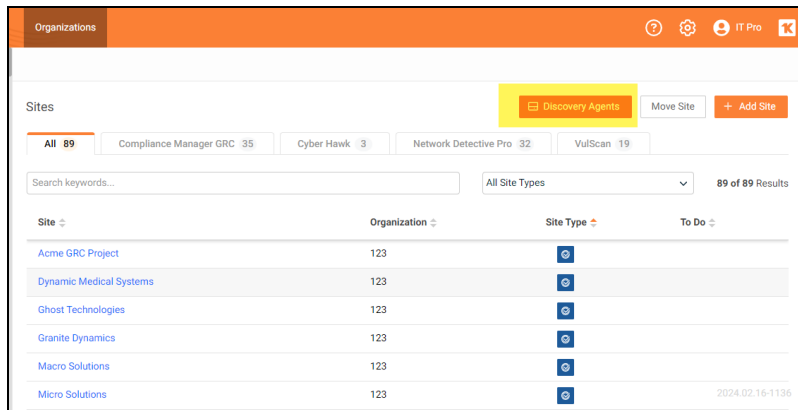 Organizations
IT Pro
Sites
Discovery Agents
Move Site
+ Add Site
All 89
Compliance Manager GRC 35
Cyber Hawk 3
Network Detective Pro 32
VulScan 19
Search keywords...
All Site Types
89 of 89 Results
Site
Organization
Site Type
To Do
Acme GRC Project
123
Dynamic Medical Systems
123
Ghost Technologies
123
Granite Dynamics
123
Macro Solutions
123
Micro Solutions
123
2024.02.16-1136